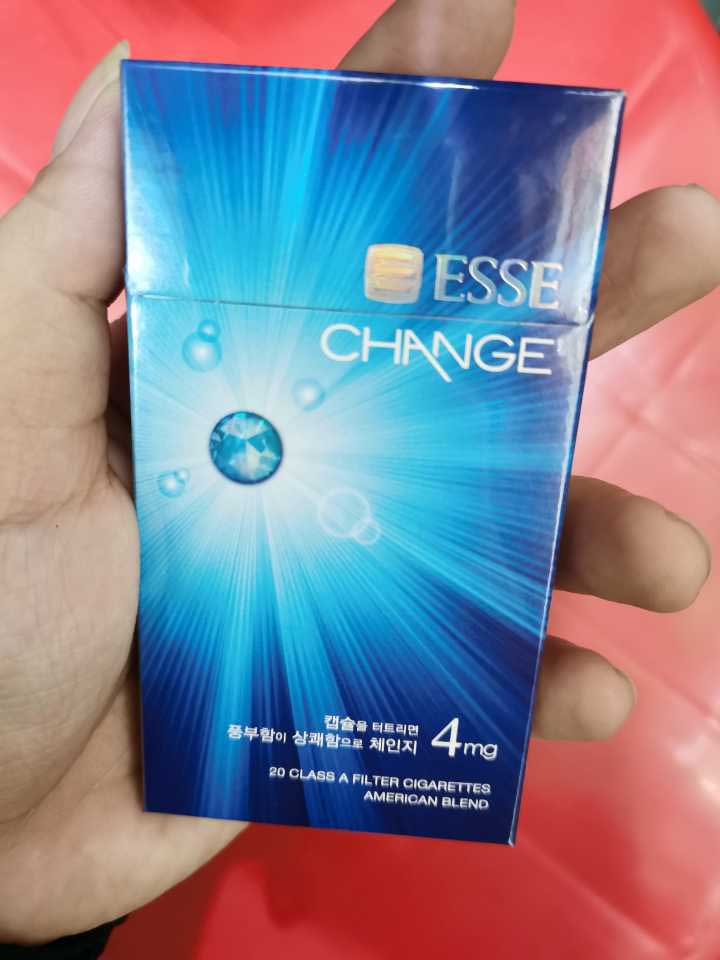 ESSE
CHANGE
캡슐을 터트리면
풍부함이 상쾌함으로 체인지 4mg
20 CLASS A FILTER CIGARETTES
AMERICAN BLEND